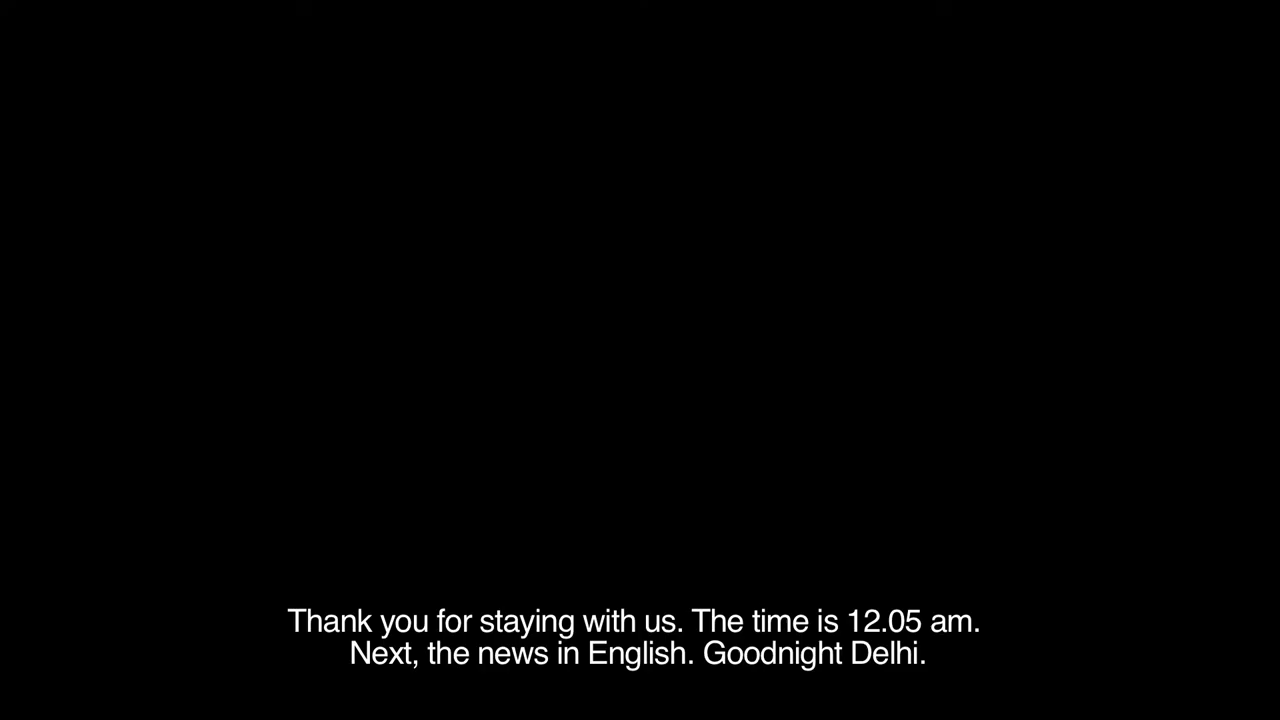 Thank you for staying with us. The time is 12.05 am.
Next, the news in English. Goodnight Delhi.